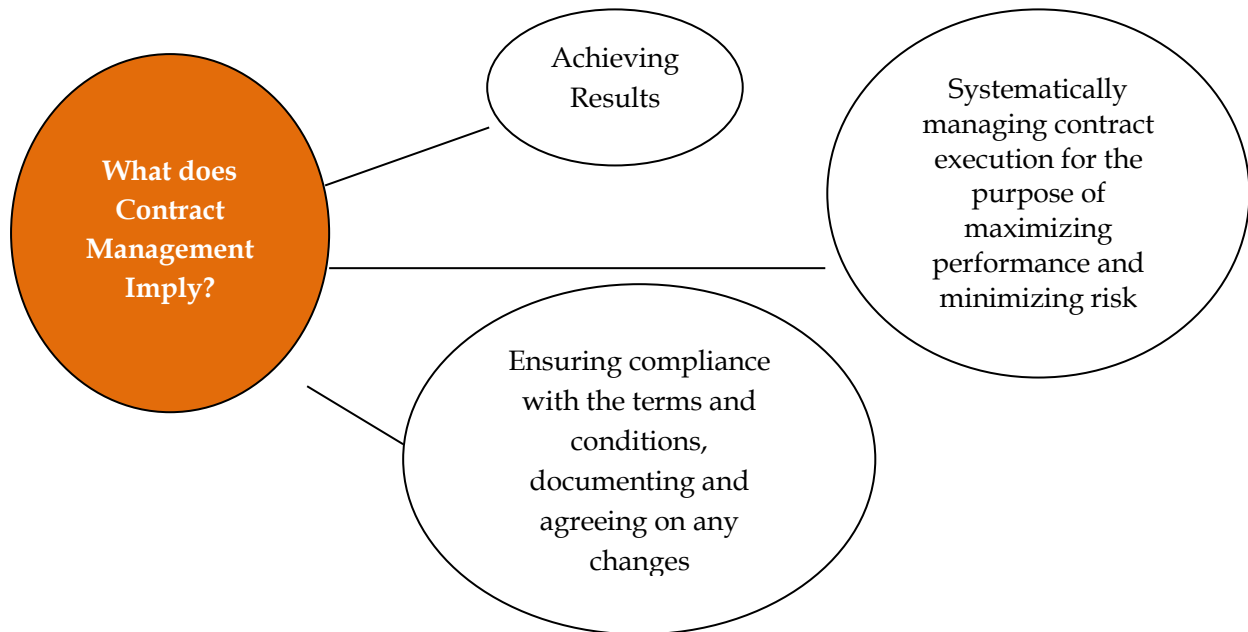 What does
Contract
Management
Imply?
Achieving
Results
Systematically
managing contract
execution for the
purpose of
maximizing
performance and
minimizing risk
Ensuring compliance
with the terms and
conditions,
documenting and
agreeing on any
changes